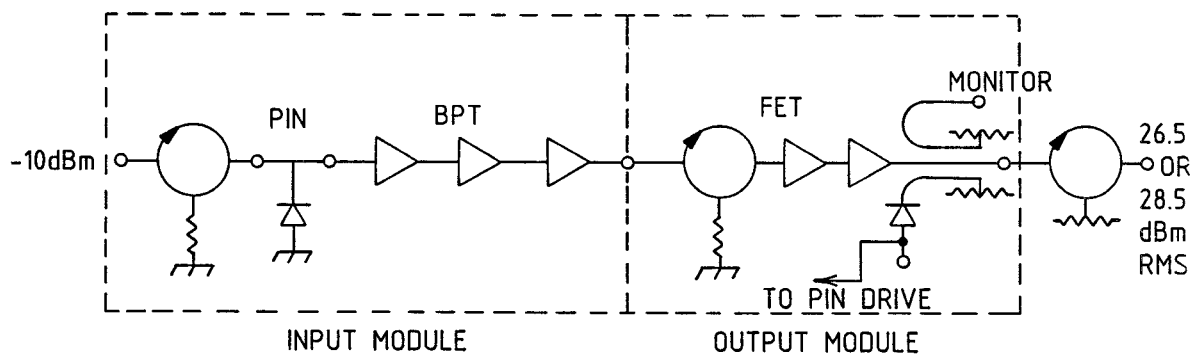 -10dBm
PIN
BPT
FET
MONITOR
26.5
OR
28.5
dBm
RMS
TO PIN DRIVE
INPUT MODULE
OUTPUT MODULE